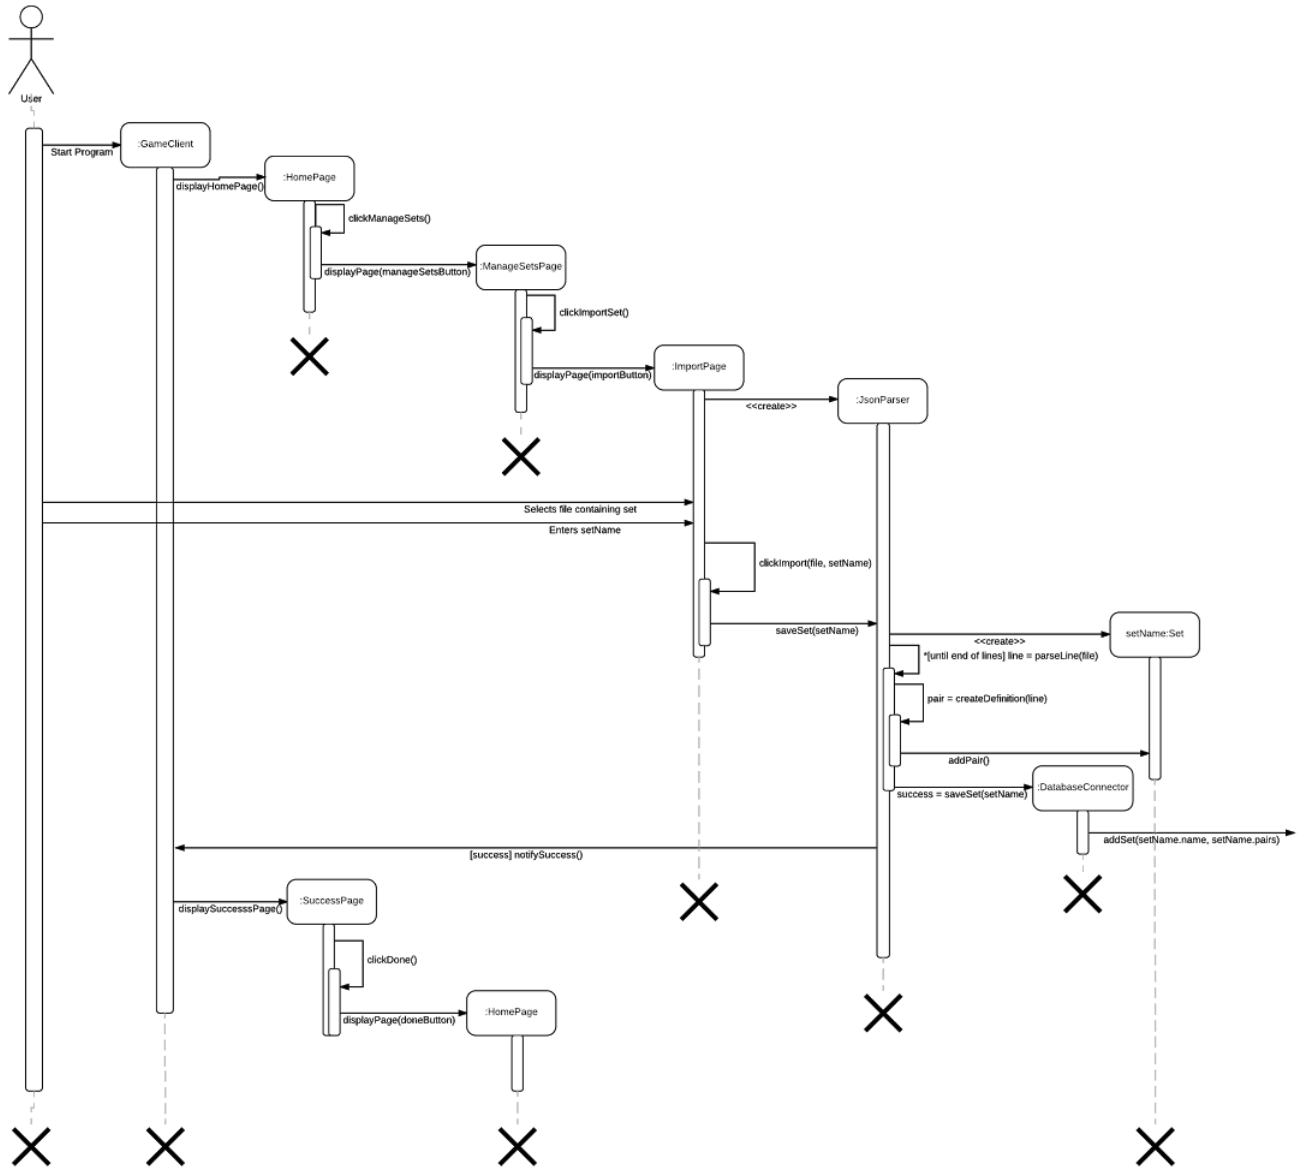 User
:GameClient
Start Program
:HomePage
displayHomePage()
clickManageSets()
:ManageSetsPage
displayPage(manageSetsButton)
clickImportSet()
:ImportPage
displayPage(importButton)
:JsonParser
<<create>>
Selects file containing set
Enters setName
clickImport(file, setName)
saveSet(setName)
setName:Set
<<create>>
*[until end of lines] line = parseLine(file)
pair = createDefinition(line)
addPair()
:DatabaseConnector
success = saveSet(setName)
addSet(setName.name, setName.pairs)
[success] notifySuccess()
:SuccessPage
displaySuccesssPage()
clickDone()
:HomePage
displayPage(doneButton)